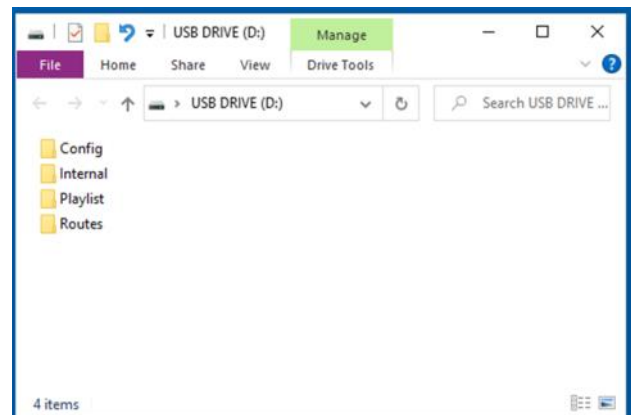 USB DRIVE (D:) Manage
File Home Share View Drive Tools
USB DRIVE (D:) Search USB DRIVE ...
Config
Internal
Playlist
Routes
4 items